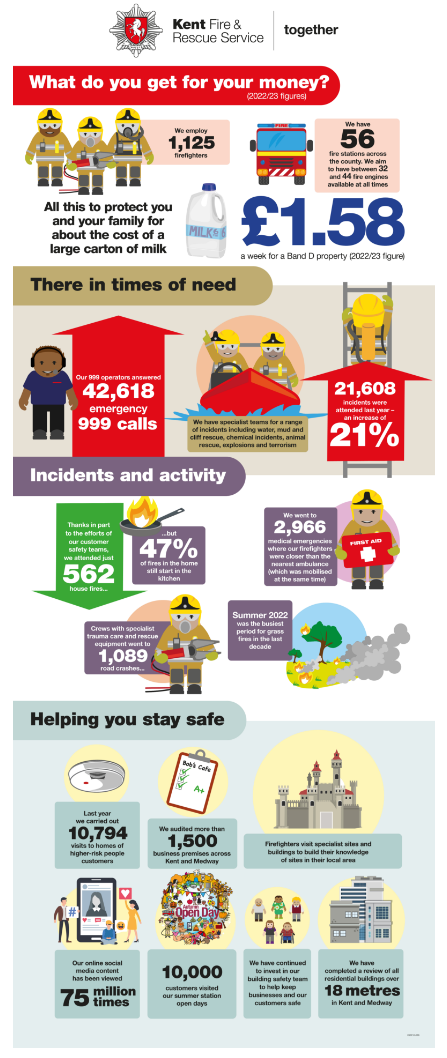 Kent Fire &
Rescue Service
together
What do you get for your money?
(2022/23 figures)
We employ
1,125
firefighters
FIRE
We have
56
fire stations across
the county. We aim
to have between 32
and 44 fire engines
available at all times
All this to protect you
and your family for
about the cost of a
large carton of milk
MILK
£1.58
a week for a Band D property (2022/23 figure)
There in times of need
Our 999 operators answered
42,618
emergency
999 calls
We have specialist teams for a range
of incidents including water, mud and
cliff rescue, chemical incidents, animal
rescue, explosions and terrorism
21,608
incidents were
attended last year –
an increase of
21%
Incidents and activity
Thanks in part
to the efforts of
our customer
safety teams,
we attended just
562
house fires...
...but
47%
of fires in the home
still start in the
kitchen
We went to
2,966
medical emergencies
where our firefighters
were closer than the
nearest ambulance
(which was mobilised
at the same time)
FIRST AID
Crews with specialist
trauma care and rescue
equipment went to
1,089
road crashes...
Summer 2022
was the busiest
period for grass
fires in the last
decade
Helping you stay safe
Last year
we carried out
10,794
visits to homes of
higher-risk people
customers
Bob's Cafe
A+
We audited more than
1,500
business premises across
Kent and Medway
Firefighters visit specialist sites and
buildings to build their knowledge
of sites in their local area
#
Our online social
media content
has been viewed
75 million
times
Open Day
10,000
customers visited
our summer station
open days
We have continued
to invest in our
building safety team
to help keep
businesses and our
customers safe
We have
completed a review of all
residential buildings over
18 metres
in Kent and Medway